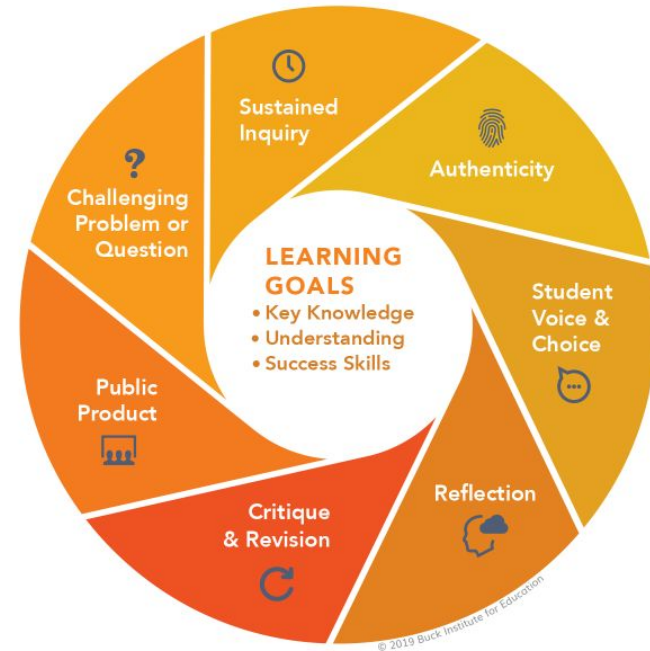 Sustained
Inquiry
Authenticity
?
Challenging
Problem or
Question
LEARNING
GOALS
• Key Knowledge
• Understanding
• Success Skills
Student
Voice &
Choice
Public
Product
Reflection
Critique
& Revision
© 2019 Buck Institute for Education